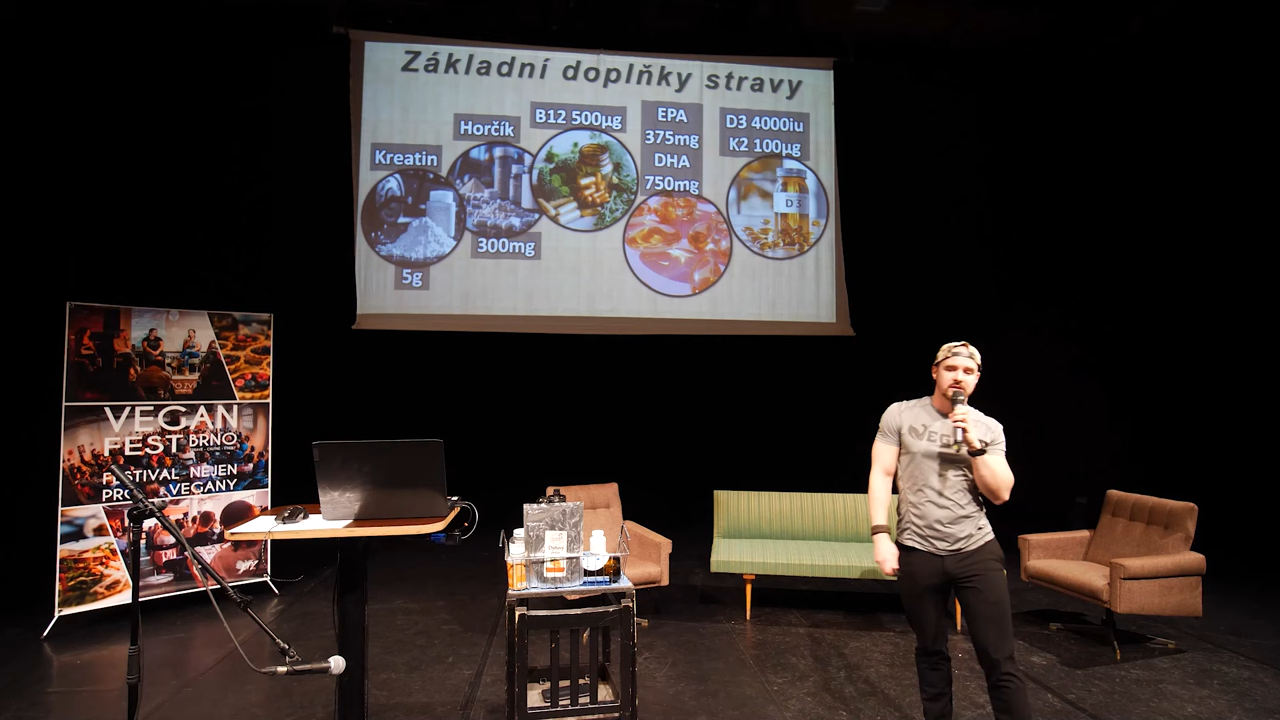 Základní doplňky stravy
Kreatin
5g
Horčík
300mg
B12 500µg
EPA
375mg
DHA
750mg
D3 4000iu
K2 100µg
D3
VEGAN
FEST BRNO
FESTIVAL NEJEN
PRO VEGANY